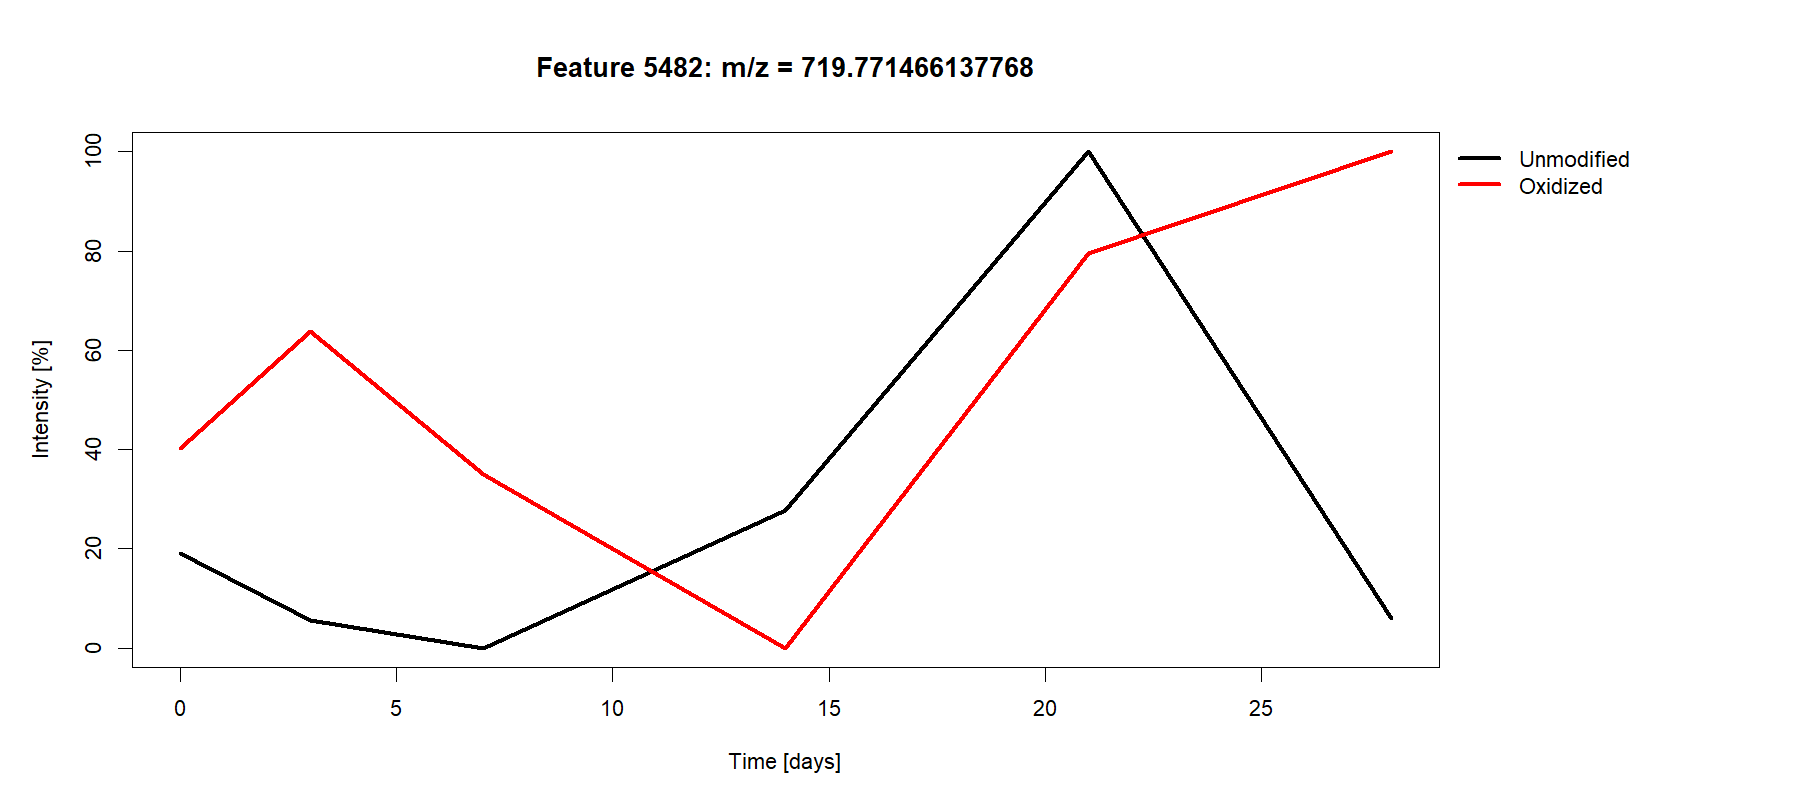 Feature 5482: m/z = 719.771466137768
Unmodified
Oxidized
Intensity [%]
100
80
60
40
20
0
0 5 10 15 20 25
Time [days]